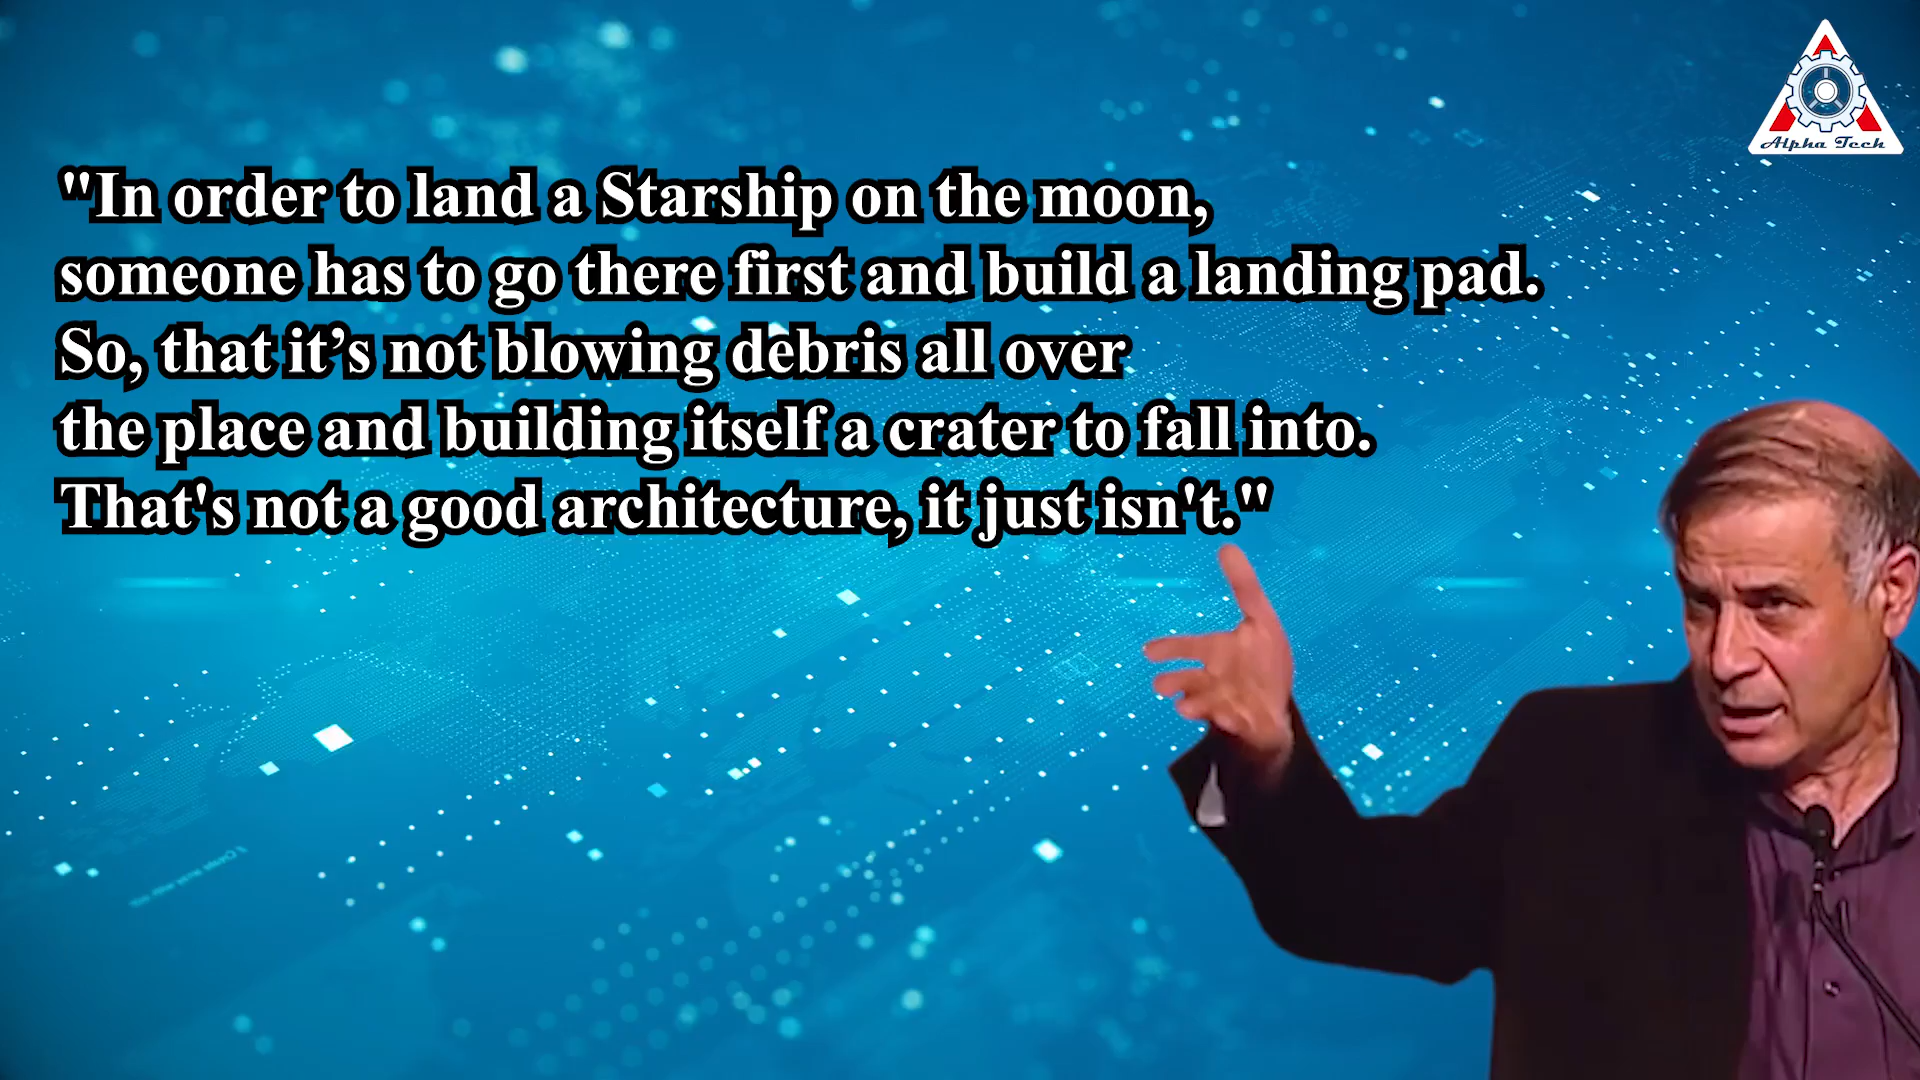 "In order to land a Starship on the moon,
someone has to go there first and build a landing pad.
So, that it’s not blowing debris all over
the place and building itself a crater to fall into.
That's not a good architecture, it just isn't."
Alpha Tech